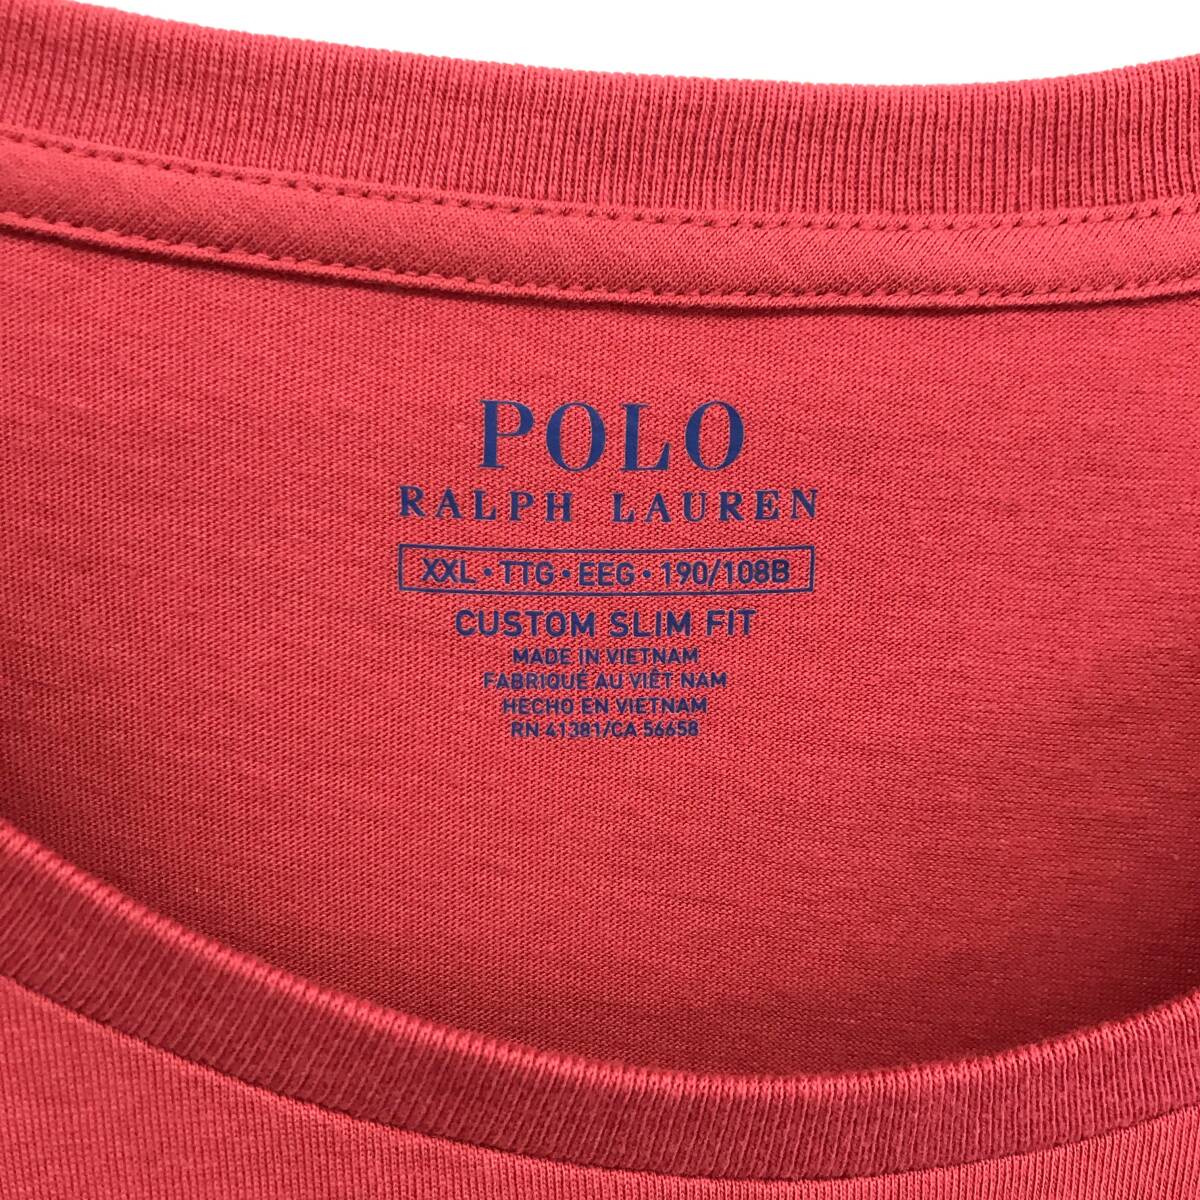 POLO
RALPH LAUREN
XXL • TTG • EEG • 190/108B
CUSTOM SLIM FIT
MADE IN VIETNAM
FABRIQUÉ AU VIÊT NAM
HECHO EN VIETNAM
RN 41381/CA 56658